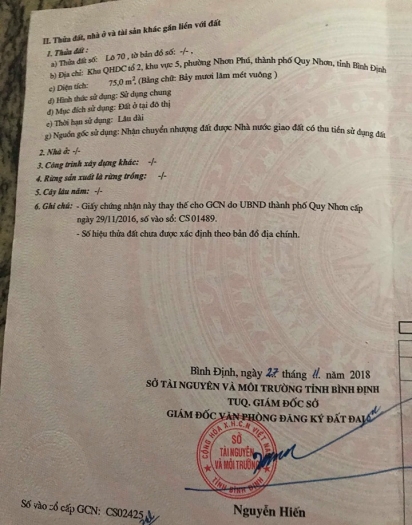 II. Thửa đất, nhà ở và tài sản khác gắn liền với đất
1. Thửa đất :
a) Thửa đất số: Lô 70 , tờ bản đồ số: -/- ,
b) Địa chỉ: Khu QHDC tổ 2, khu vực 5, phường Nhơn Phú, thành phố Quy Nhơn, tỉnh Bình Định
c) Diện tích: 75,0 m², (Bằng chữ: Bảy mươi lăm mét vuông )
d) Hình thức sử dụng: Sử dụng chung
đ) Mục đích sử dụng: Đất ở tại đô thị
e) Thời hạn sử dụng: Lâu dài
g) Nguồn gốc sử dụng: Nhận chuyển nhượng đất được Nhà nước giao đất có thu tiền sử dụng đất
2. Nhà ở: -/-
3. Công trình xây dựng khác: -/-
4. Rừng sản xuất là rừng trồng: -/-
5. Cây lâu năm: -/-
6. Ghi chú: - Giấy chứng nhận này thay thế cho GCN do UBND thành phố Quy Nhơn cấp
ngày 29/11/2016, số vào sổ: CS 01489.
- Số hiệu thửa đất chưa được xác định theo bản đồ địa chính.
Bình Định, ngày 27 tháng 11 năm 2018
SỞ TÀI NGUYÊN VÀ MÔI TRƯỜNG TỈNH BÌNH ĐỊNH
TUQ. GIÁM ĐỐC SỞ
GIÁM ĐỐC VĂN PHÒNG ĐĂNG KÝ ĐẤT ĐAI
CỘNG HÒA X.H.C.N VIỆT NAM
SỞ
TÀI NGUYÊN
VÀ MÔI TRƯỜNG
TỈNH BÌNH ĐỊNH
Số vào sổ cấp GCN: CS02425
Nguyễn Hiến